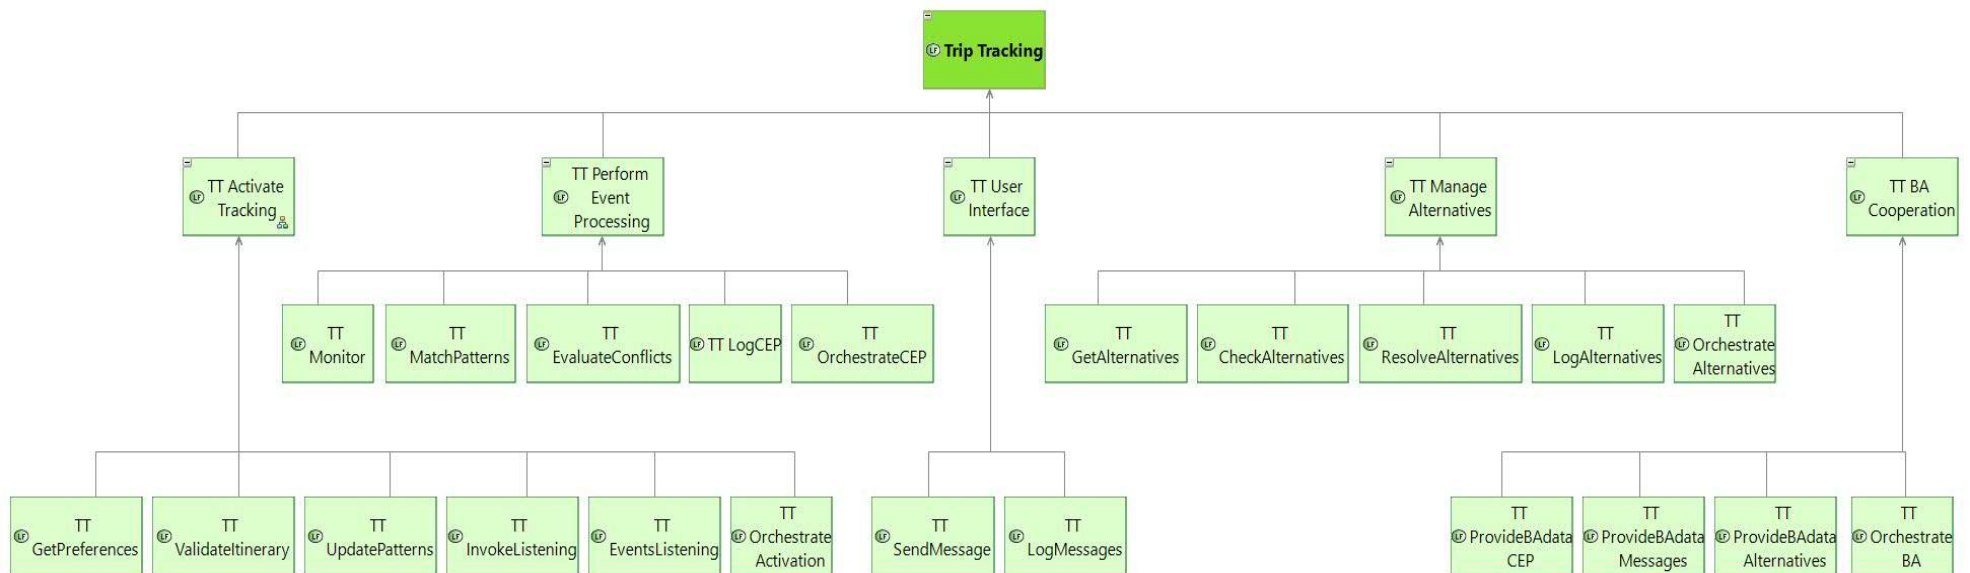 Trip Tracking
TT Activate
Tracking
TT Perform
Event
Processing
TT User
Interface
TT Manage
Alternatives
TT BA
Cooperation
TT
Monitor
TT
MatchPatterns
TT
EvaluateConflicts
TT LogCEP
TT
OrchestrateCEP
TT
GetAlternatives
TT
CheckAlternatives
TT
ResolveAlternatives
TT
LogAlternatives
TT
Orchestrate
Alternatives
TT
GetPreferences
TT
ValidateItinerary
TT
UpdatePatterns
TT
InvokeListening
TT
EventsListening
TT
Orchestrate
Activation
TT
SendMessage
TT
LogMessages
TT
ProvideBAdata
CEP
TT
ProvideBAdata
Messages
TT
ProvideBAdata
Alternatives
TT
Orchestrate
BA